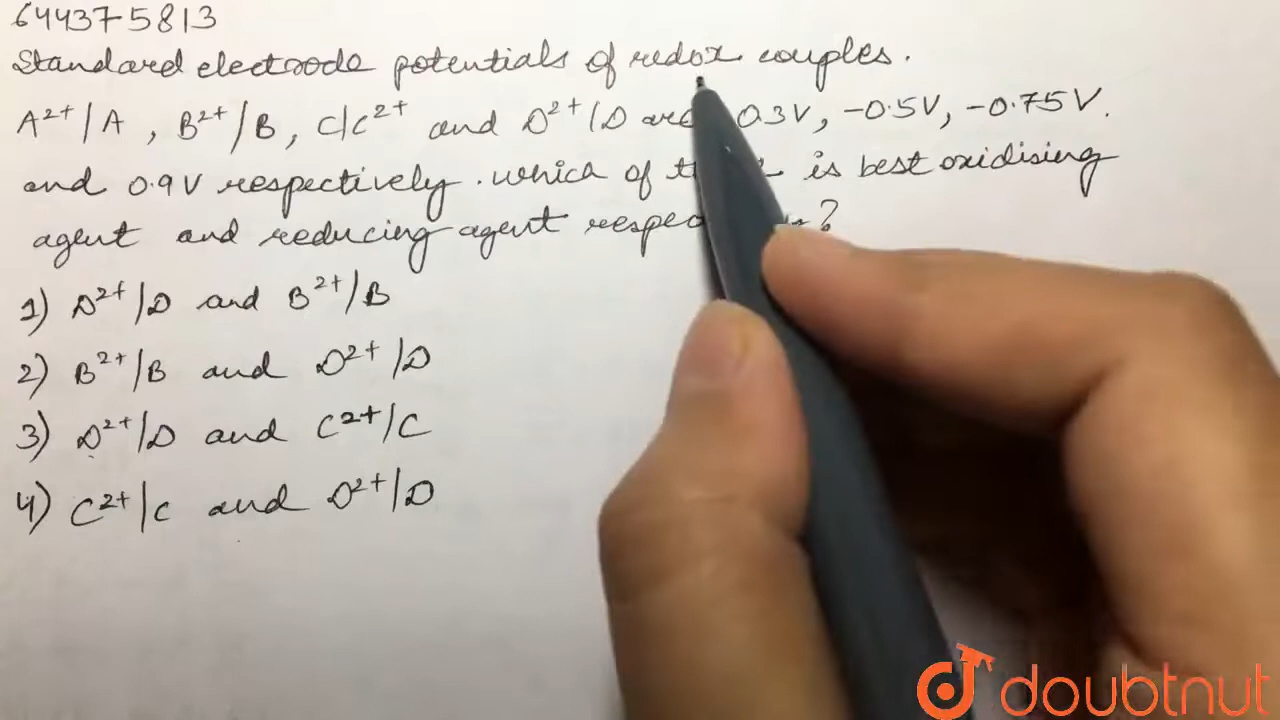 644375813
Standard electrode potentials of redox couples.
A²⁺/A, B²⁺/B, C/C²⁺ and D²⁺/D are 0.3V, -0.5V, -0.75V.
and 0.9V respectively. which of is best oxidising
agent and reducing agent ?
1) D²⁺/D and B²⁺/B
2) B²⁺/B and D²⁺/D
3) D²⁺/D and C²⁺/C
4) C²⁺/C and D²⁺/D
doubtnut